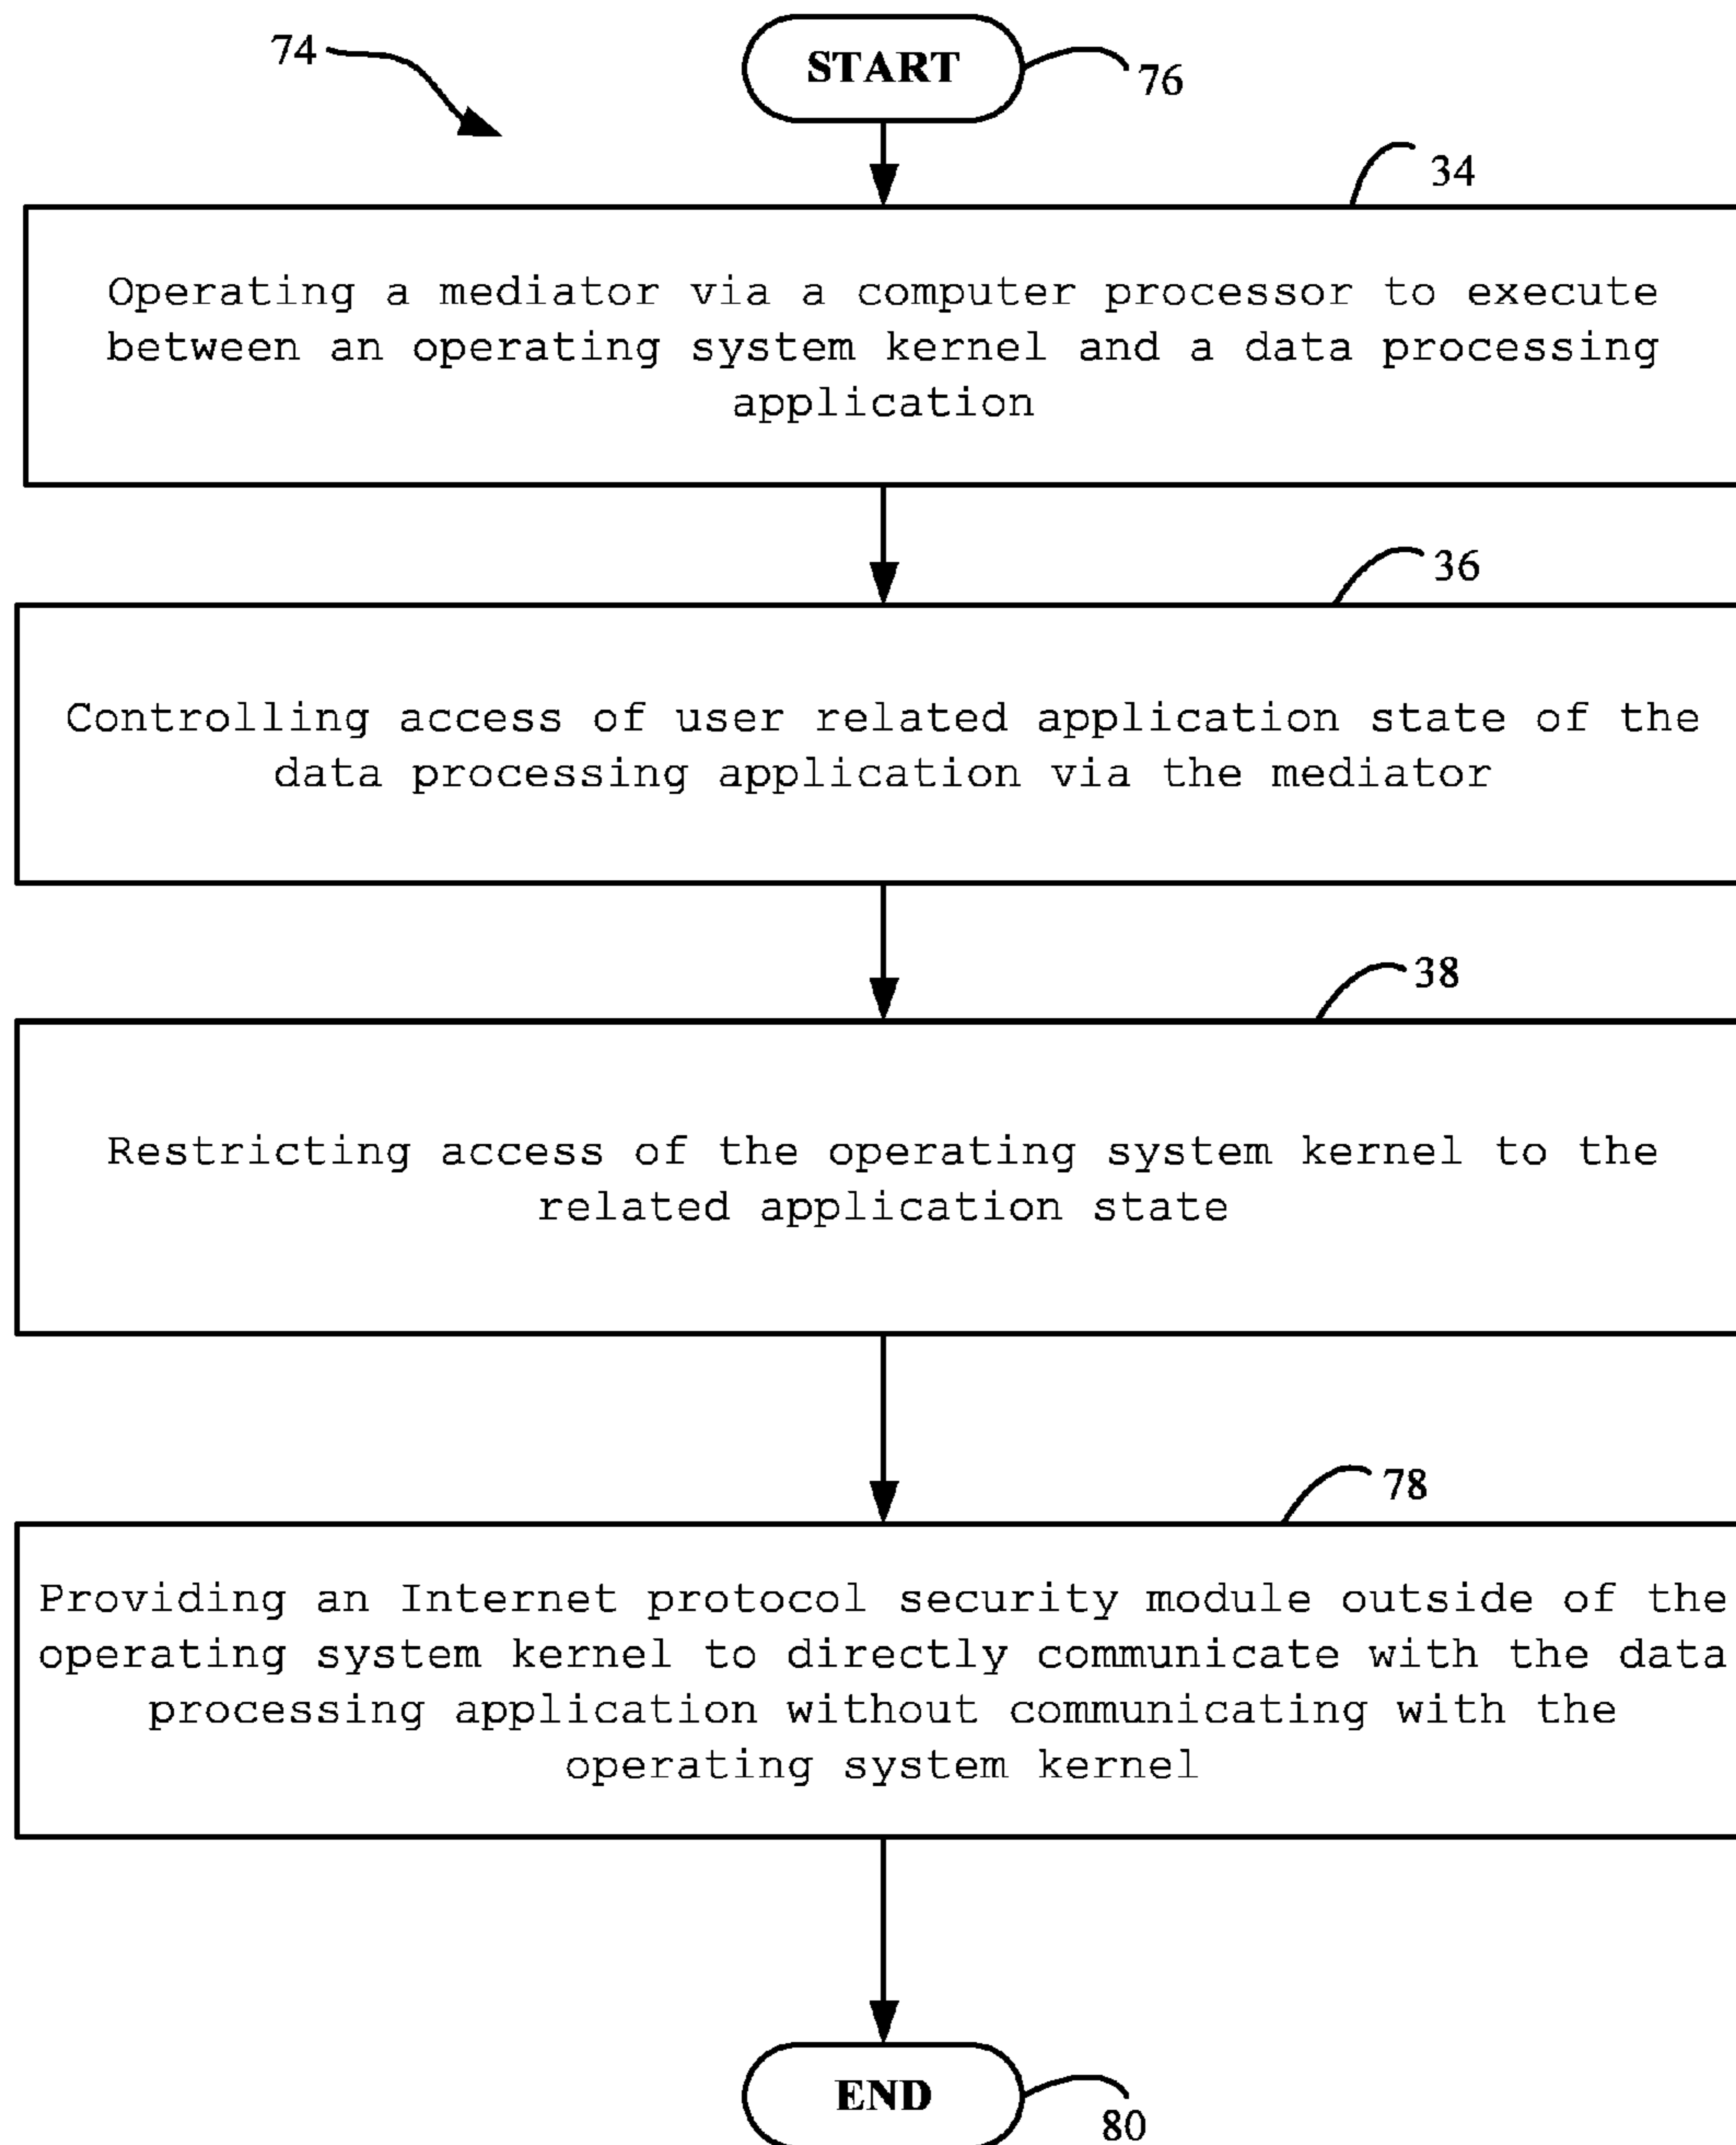 74
START
76
34
Operating a mediator via a computer processor to execute
between an operating system kernel and a data processing
application
36
Controlling access of user related application state of the
data processing application via the mediator
38
Restricting access of the operating system kernel to the
related application state
78
Providing an Internet protocol security module outside of the
operating system kernel to directly communicate with the data
processing application without communicating with the
operating system kernel
END
80